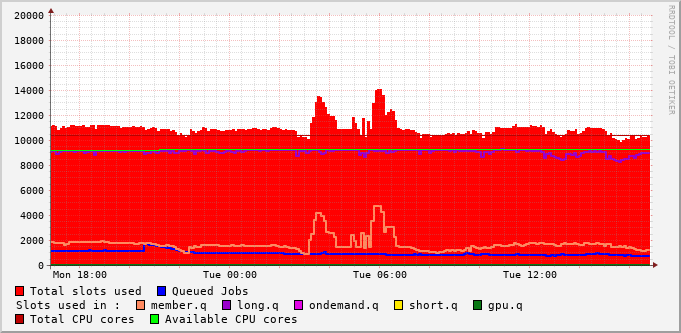 20000
18000
16000
14000
12000
10000
8000
6000
4000
2000
0
Mon 18:00 Tue 00:00 Tue 06:00 Tue 12:00
RRDTOOL / TOBI OETIKER
Total slots used Queued Jobs
Slots used in : member.q long.q ondemand.q short.q gpu.q
Total CPU cores Available CPU cores